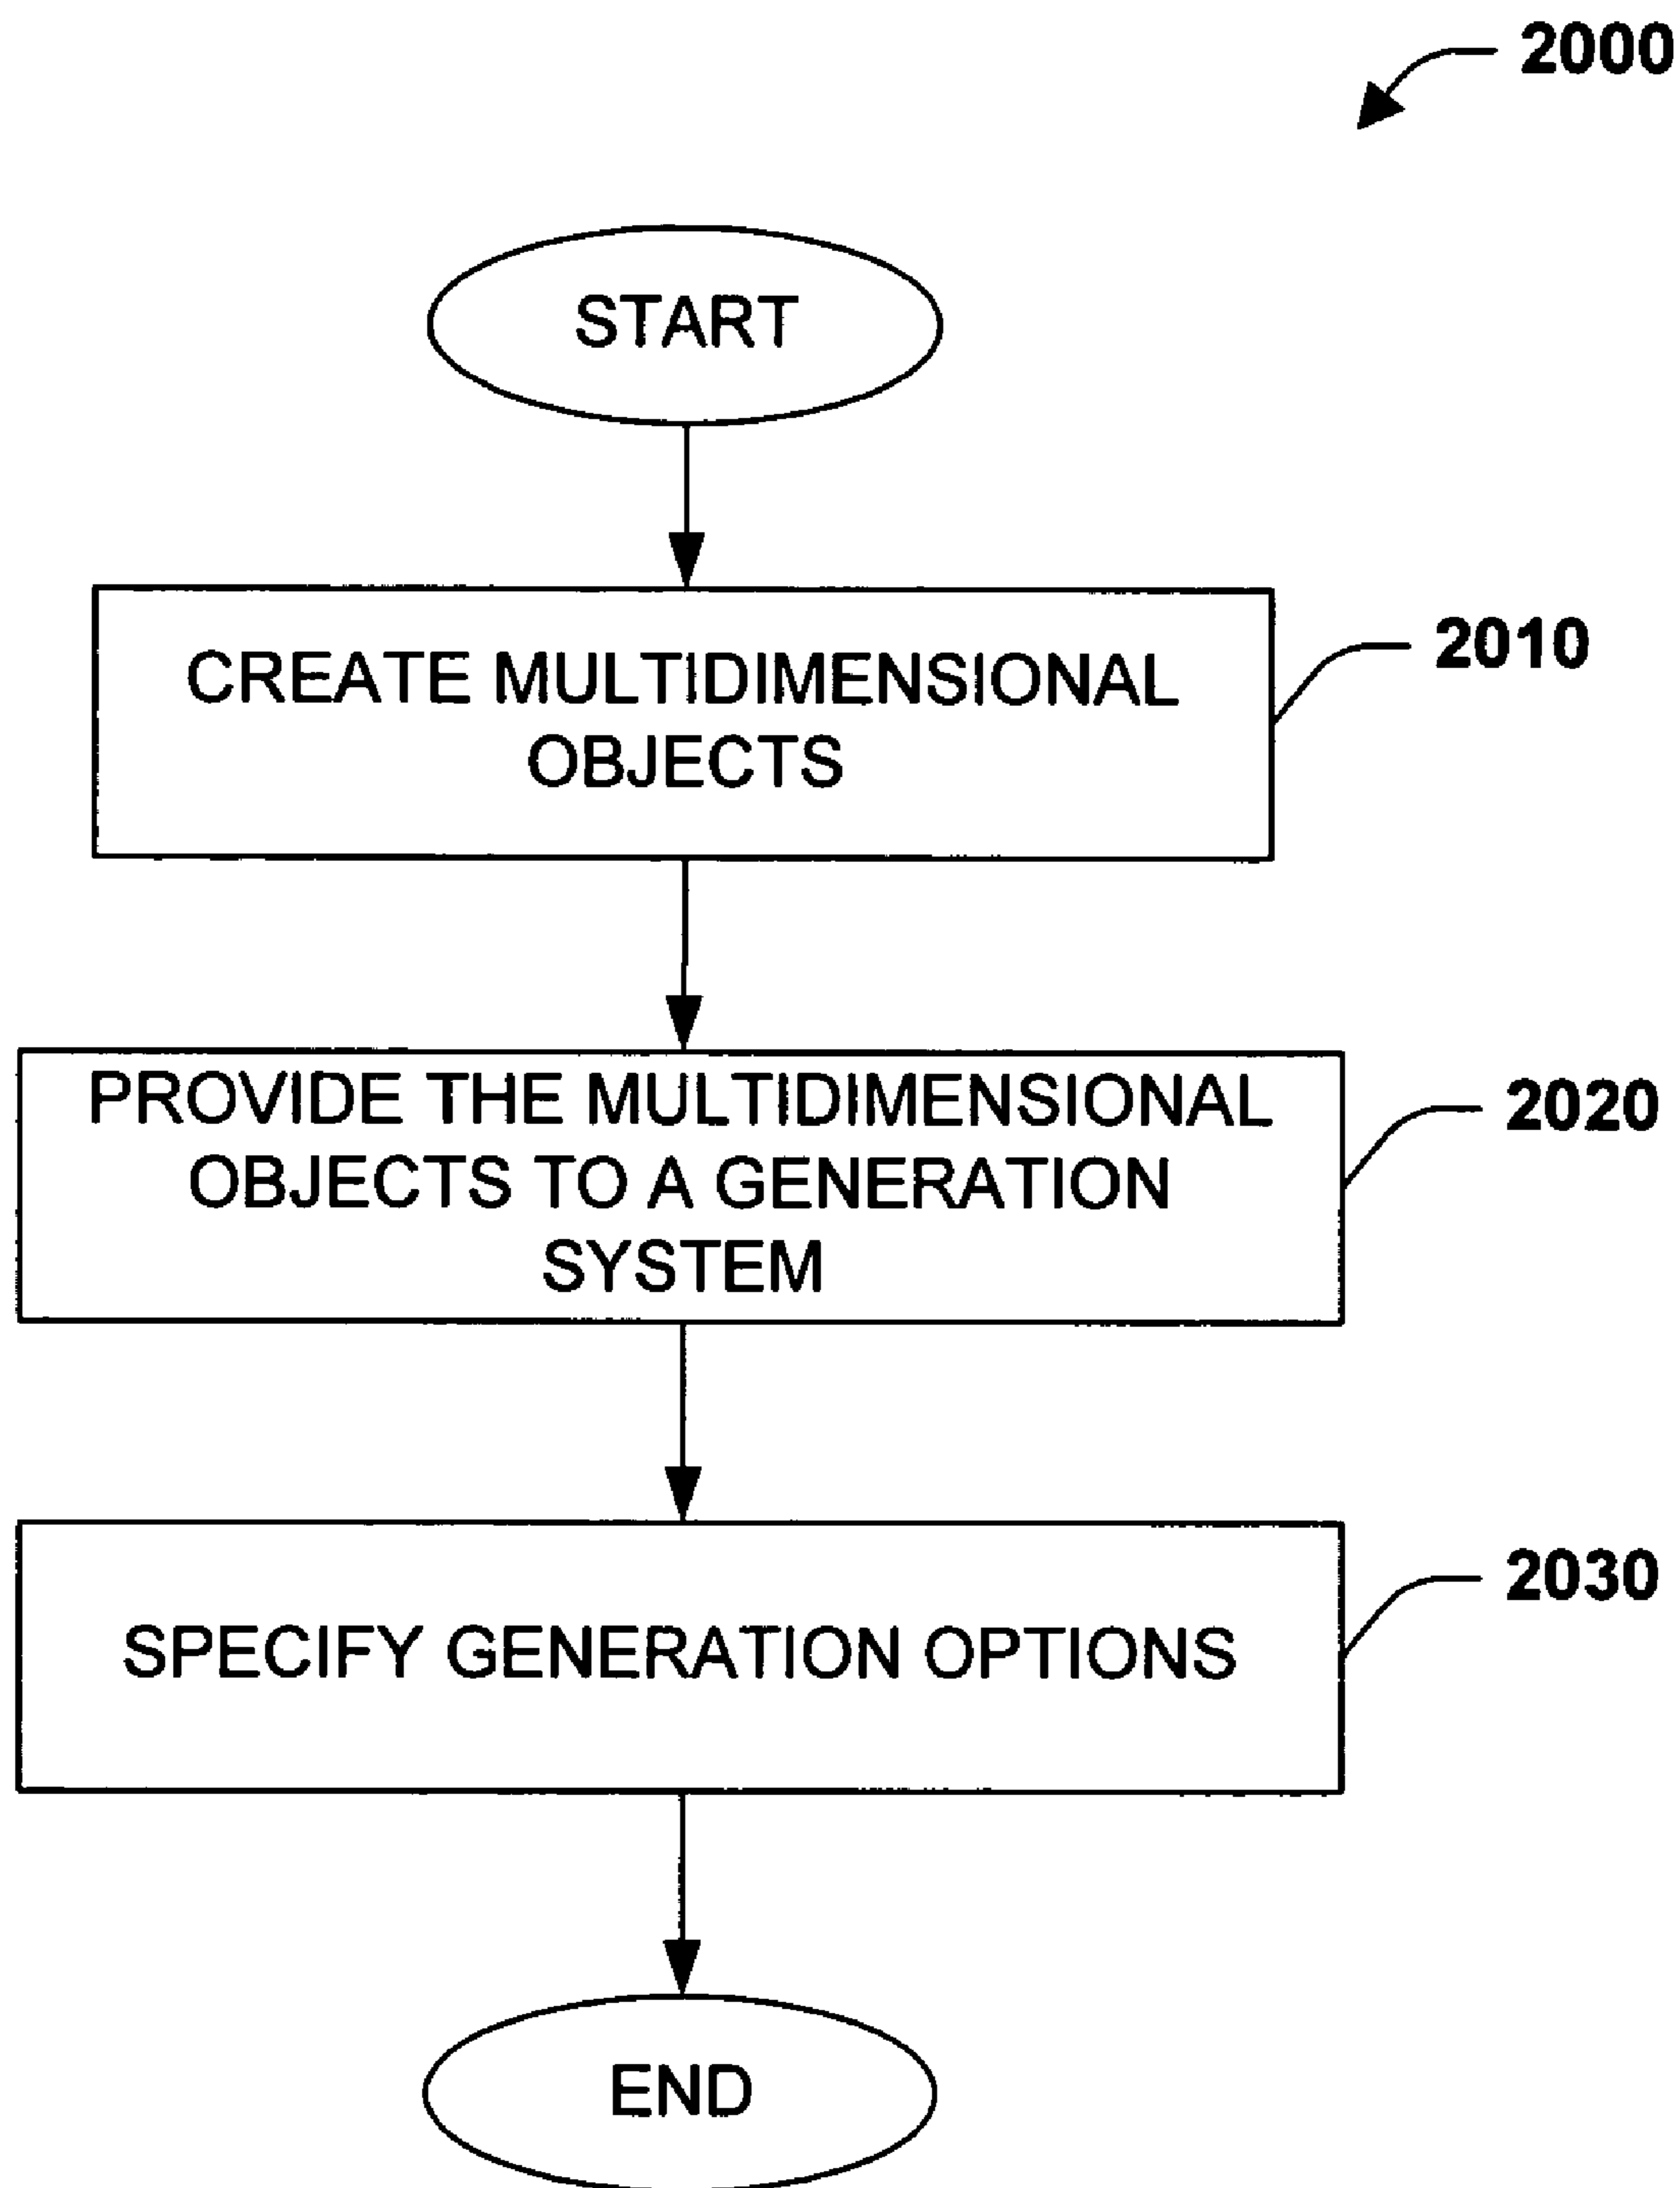 2000
START
CREATE MULTIDIMENSIONAL
OBJECTS
2010
PROVIDE THE MULTIDIMENSIONAL
OBJECTS TO A GENERATION
SYSTEM
2020
SPECIFY GENERATION OPTIONS
2030
END